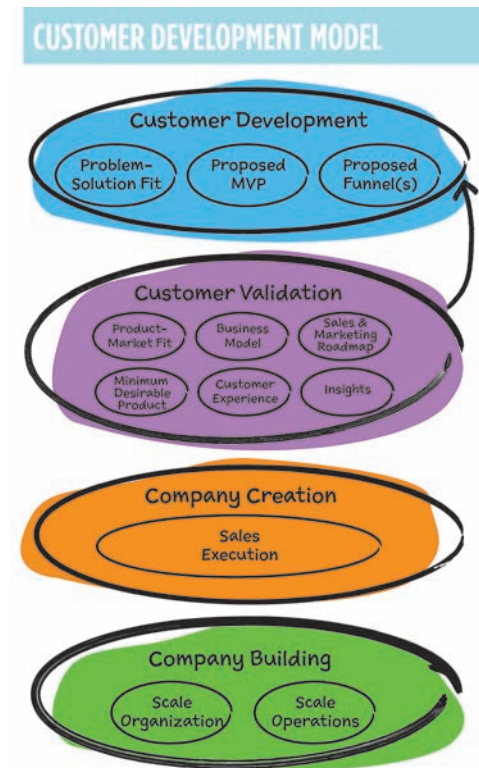 CUSTOMER DEVELOPMENT MODEL
Customer Development
Problem-
Solution Fit
Proposed
MVP
Proposed
Funnel(s)
Customer Validation
Product-
Market Fit
Business
Model
Sales &
Marketing
Roadmap
Minimum
Desirable
Product
Customer
Experience
Insights
Company Creation
Sales
Execution
Company Building
Scale
Organization
Scale
Operations